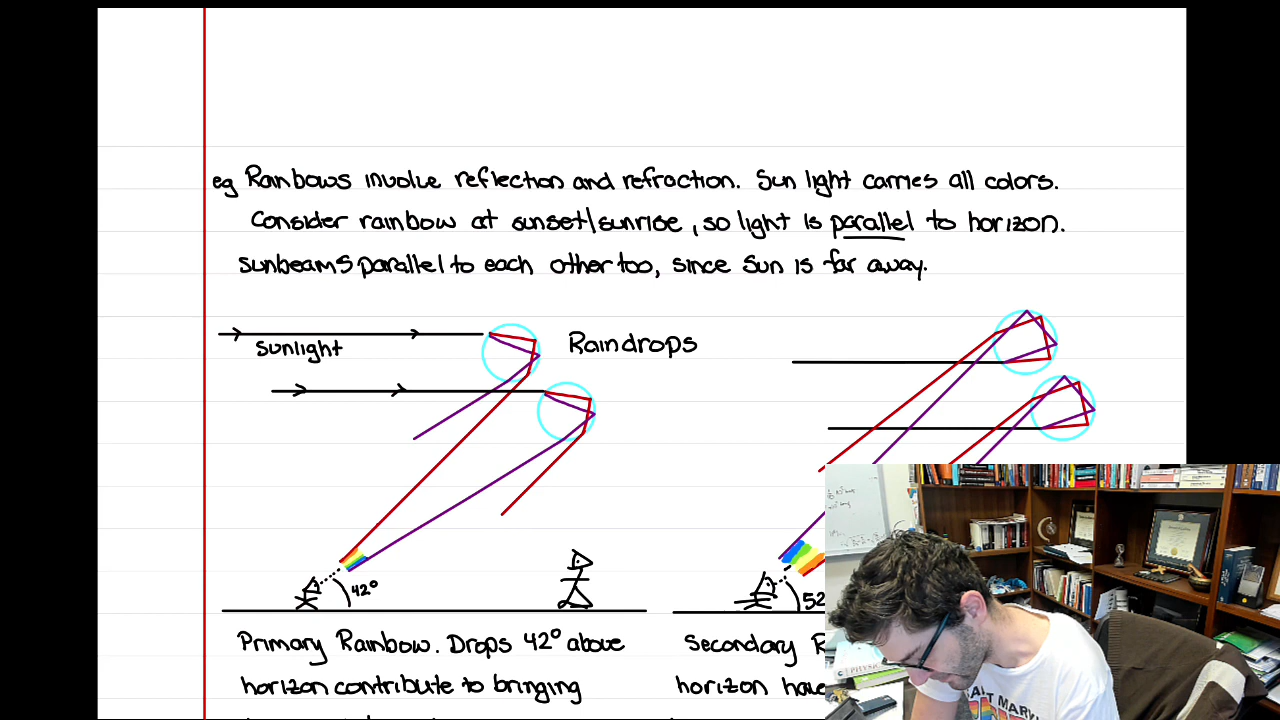 eg Rainbows involve reflection and refraction. Sun light carries all colors.
Consider rainbow at sunset/sunrise, so light is parallel to horizon.
Sunbeams parallel to each other too, since Sun is far away.
Sunlight
Raindrops
42°
52
Primary Rainbow. Drops 42° above
horizon contribute to bringing
Secondary
horizon